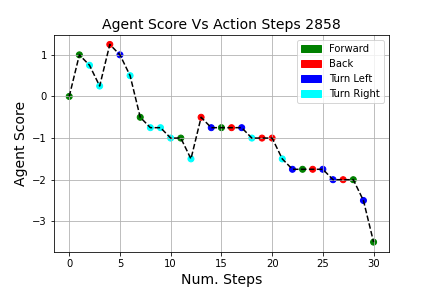 Agent Score Vs Action Steps 2858
Forward
Back
Turn Left
Turn Right
Agent Score
1
0
−1
−2
−3
0 5 10 15 20 25 30
Num. Steps